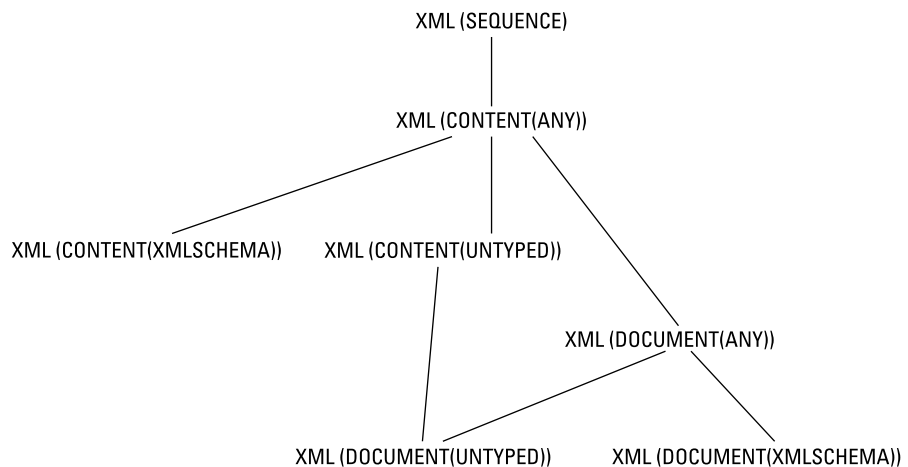 XML (SEQUENCE)
XML (CONTENT(ANY))
XML (CONTENT(XMLSCHEMA))
XML (CONTENT(UNTYPED))
XML (DOCUMENT(ANY))
XML (DOCUMENT(UNTYPED))
XML (DOCUMENT(XMLSCHEMA))